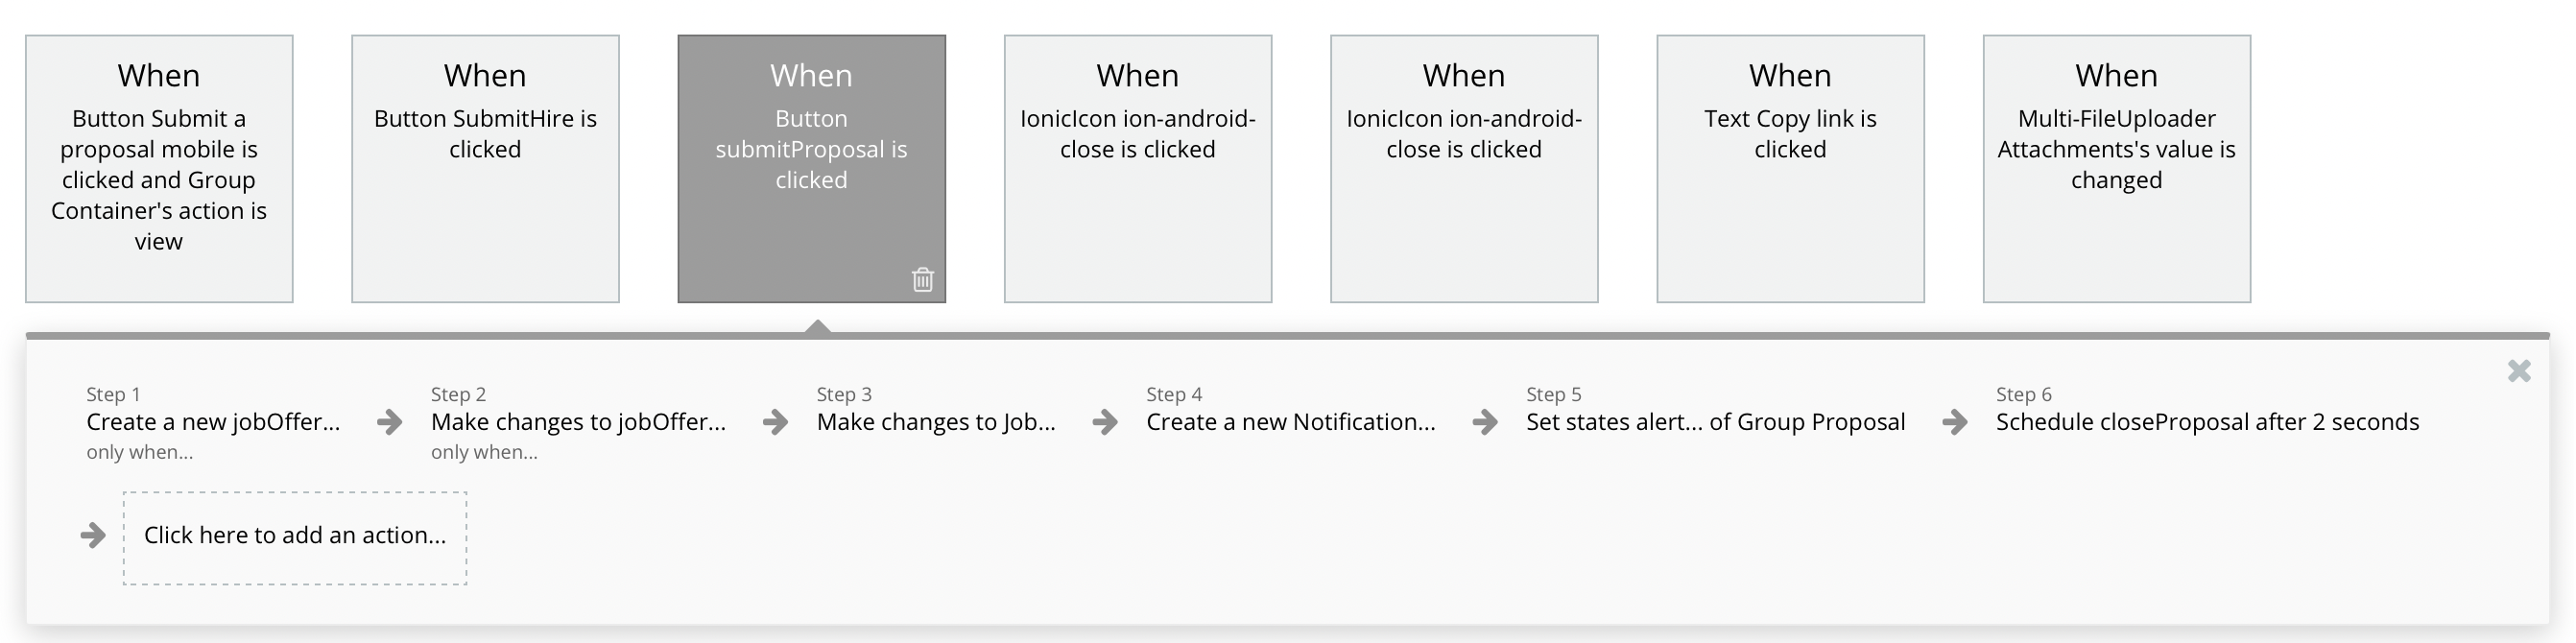 When
Button Submit a
proposal mobile is
clicked and Group
Container's action is
view
When
Button SubmitHire is
clicked
When
Button
submitProposal is
clicked
When
IonicIcon ion-android-
close is clicked
When
IonicIcon ion-android-
close is clicked
When
Text Copy link is
clicked
When
Multi-FileUploader
Attachments's value is
changed
Step 1
Create a new jobOffer...
only when...
Step 2
Make changes to jobOffer...
only when...
Step 3
Make changes to Job...
Step 4
Create a new Notification...
Step 5
Set states alert... of Group Proposal
Step 6
Schedule closeProposal after 2 seconds
Click here to add an action...